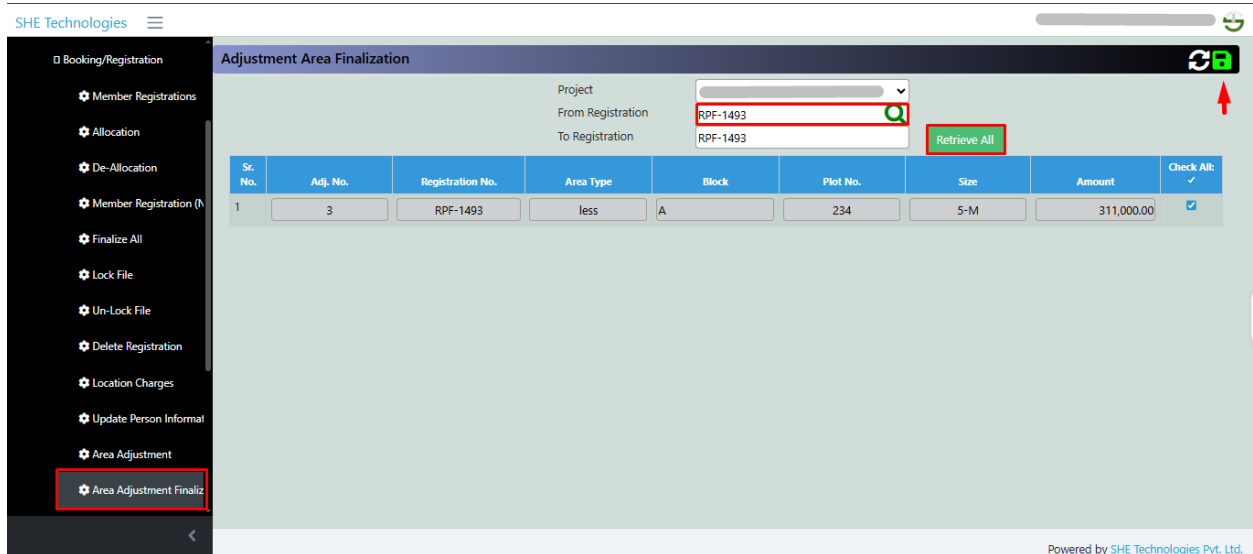 SHE Technologies
Booking/Registration
Member Registrations
Allocation
De-Allocation
Member Registration (N
Finalize All
Lock File
Un-Lock File
Delete Registration
Location Charges
Update Person Informat
Area Adjustment
Area Adjustment Finaliz
Adjustment Area Finalization
Project
From Registration RPF-1493
To Registration RPF-1493 Retrieve All
Sr. No. Adj. No. Registration No. Area Type Block Plot No. Size Amount Check All:
1 3 RPF-1493 less A 234 5-M 311,000.00
Powered by SHE Technologies Pvt. Ltd.